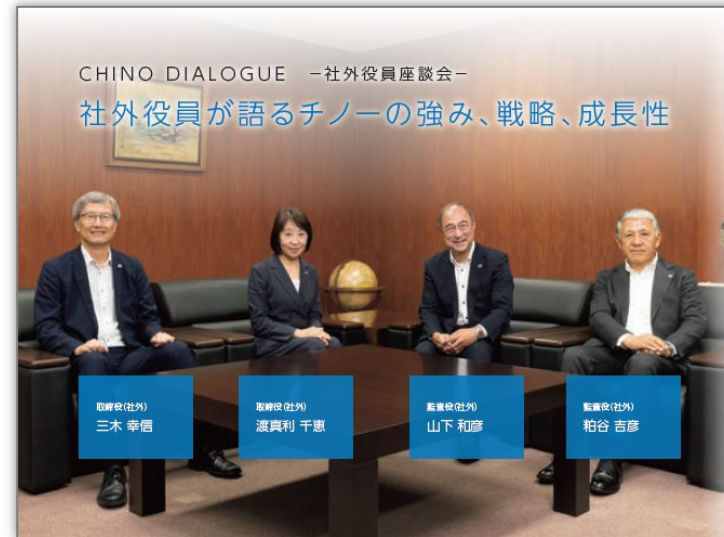 CHINO DIALOGUE －社外役員座談会－
社外役員が語るチノーの強み、戦略、成長性
取締役（社外）
三木 幸信
取締役（社外）
渡真利 千恵
監査役（社外）
山下 和彦
監査役（社外）
粕谷 吉彦